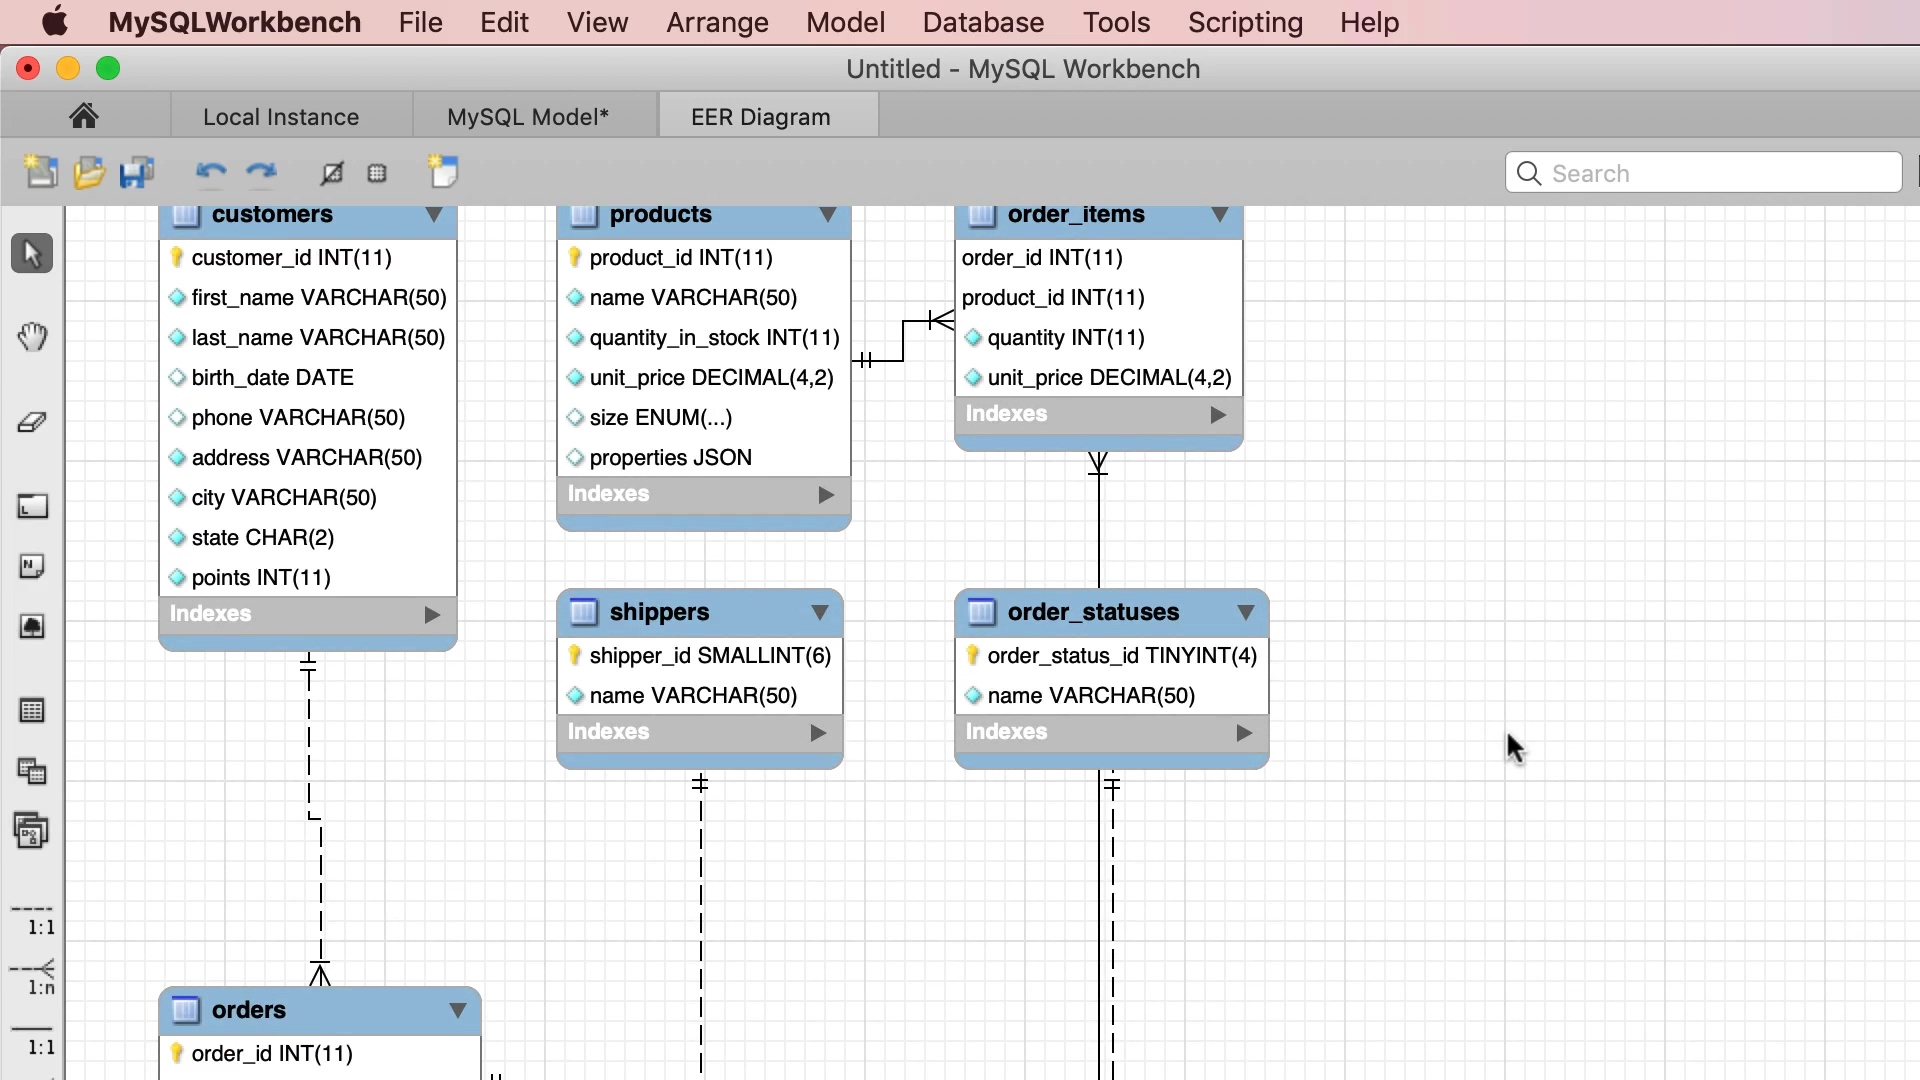 MySQLWorkbench File Edit View Arrange Model Database Tools Scripting Help
Untitled - MySQL Workbench
Local Instance MySQL Model* EER Diagram
Search
customers
customer_id INT(11)
first_name VARCHAR(50)
last_name VARCHAR(50)
birth_date DATE
phone VARCHAR(50)
address VARCHAR(50)
city VARCHAR(50)
state CHAR(2)
points INT(11)
Indexes
products
product_id INT(11)
name VARCHAR(50)
quantity_in_stock INT(11)
unit_price DECIMAL(4,2)
size ENUM(...)
properties JSON
Indexes
order_items
order_id INT(11)
product_id INT(11)
quantity INT(11)
unit_price DECIMAL(4,2)
Indexes
shippers
shipper_id SMALLINT(6)
name VARCHAR(50)
Indexes
order_statuses
order_status_id TINYINT(4)
name VARCHAR(50)
Indexes
orders
order_id INT(11)
N
1:1
1:n
1:1